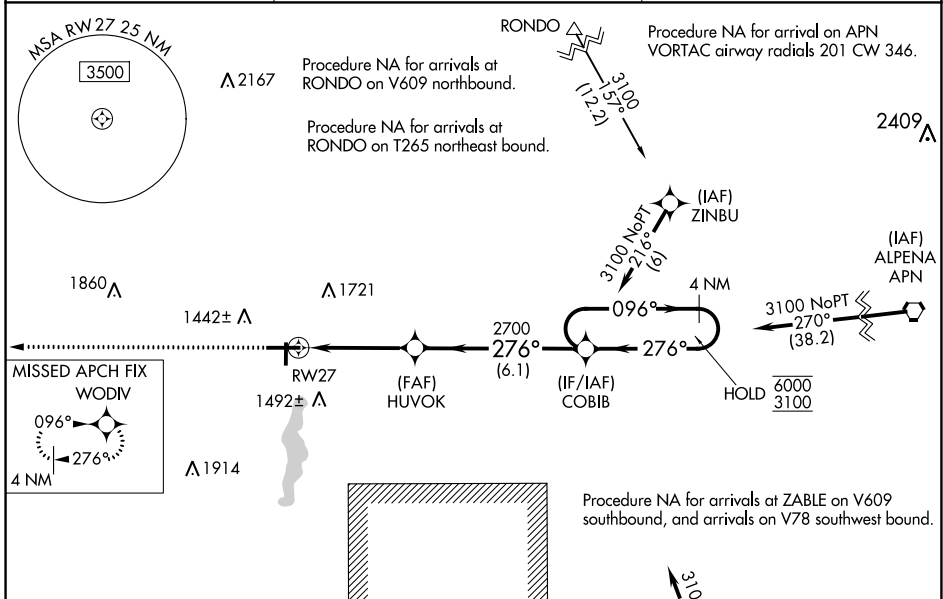 MSA RW 27 25 NM
3500
2167
RONDO
Procedure NA for arrivals at
RONDO on V609 northbound.
Procedure NA for arrivals at
RONDO on T265 northeast bound.
Procedure NA for arrival on APN
VORTAC airway radials 201 CW 346.
3100
157°
(12.2)
2409
(IAF)
ZINBU
3100 NoPT
216°
(6)
(IAF)
ALPENA
APN
1860
1721
1442±
4 NM
096°
3100 NoPT
270°
(38.2)
2700
276°
(6.1)
276°
RW27
(FAF)
HUVOK
(IF/IAF)
COBIB
HOLD
6000
3100
MISSED APCH FIX
WODIV
096°
276°
4 NM
1492±
1914
Procedure NA for arrivals at ZABLE on V609
southbound, and arrivals on V78 southwest bound.